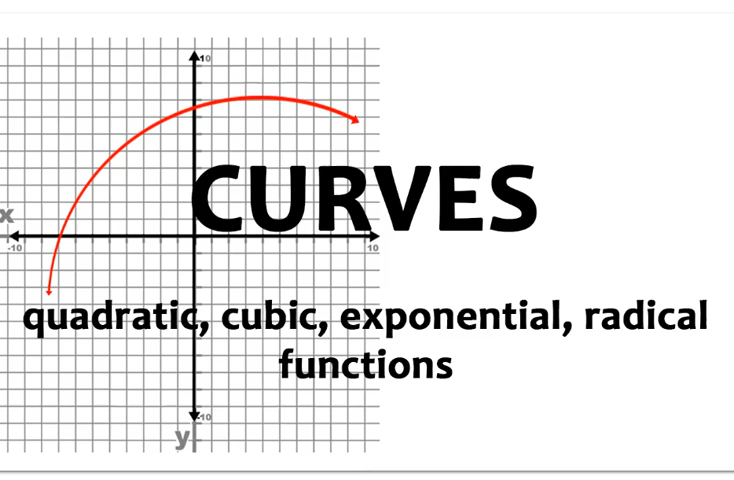 10
CURVES
x
-10
10
quadratic, cubic, exponential, radical
functions
-10
y